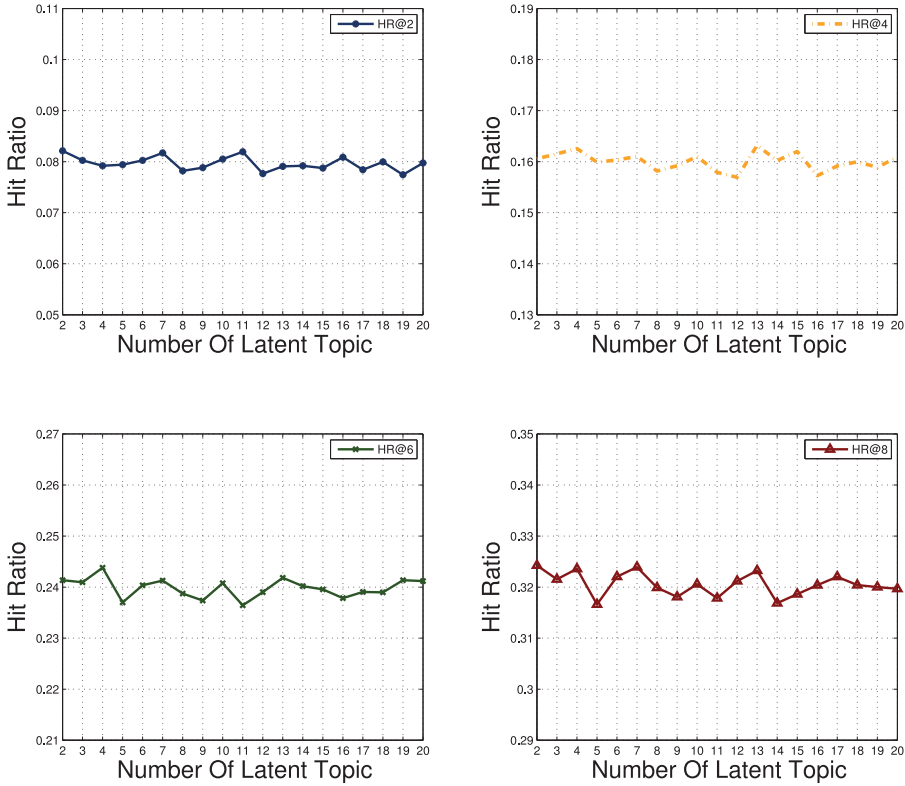 0.11
0.1
0.09
0.08
0.07
0.06
0.05
Hit Ratio
HR@2
2 3 4 5 6 7 8 9 10 11 12 13 14 15 16 17 18 19 20
Number Of Latent Topic
0.19
0.18
0.17
0.16
0.15
0.14
0.13
Hit Ratio
HR@4
2 3 4 5 6 7 8 9 10 11 12 13 14 15 16 17 18 19 20
Number Of Latent Topic
0.27
0.26
0.25
0.24
0.23
0.22
0.21
Hit Ratio
HR@6
2 3 4 5 6 7 8 9 10 11 12 13 14 15 16 17 18 19 20
Number Of Latent Topic
0.35
0.34
0.33
0.32
0.31
0.3
0.29
Hit Ratio
HR@8
2 3 4 5 6 7 8 9 10 11 12 13 14 15 16 17 18 19 20
Number Of Latent Topic